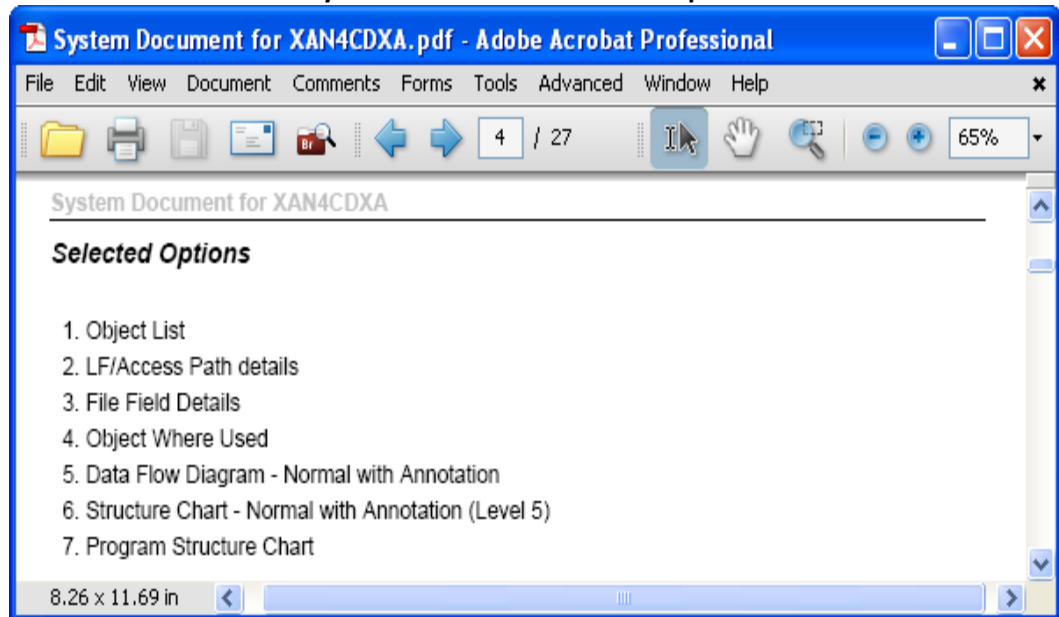 System Document for XAN4CDXA.pdf - Adobe Acrobat Professional
File Edit View Document Comments Forms Tools Advanced Window Help
4 / 27 65%
System Document for XAN4CDXA
Selected Options
1. Object List
2. LF/Access Path details
3. File Field Details
4. Object Where Used
5. Data Flow Diagram - Normal with Annotation
6. Structure Chart - Normal with Annotation (Level 5)
7. Program Structure Chart
8.26 x 11.69 in